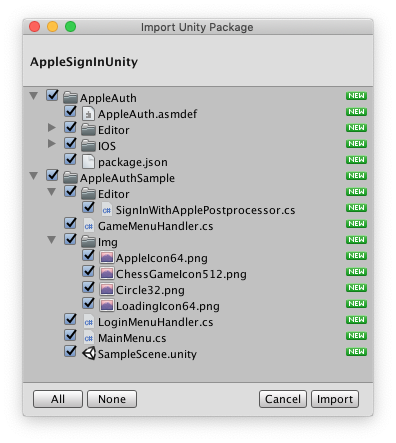 Import Unity Package
AppleSignInUnity
AppleAuth NEW
AppleAuth.asmdef NEW
Editor NEW
IOS NEW
package.json NEW
AppleAuthSample NEW
Editor NEW
C# SignInWithApplePostprocessor.cs NEW
C# GameMenuHandler.cs NEW
Img NEW
AppleIcon64.png NEW
ChessGameIcon512.png NEW
Circle32.png NEW
LoadingIcon64.png NEW
C# LoginMenuHandler.cs NEW
C# MainMenu.cs NEW
SampleScene.unity NEW
All None Cancel Import